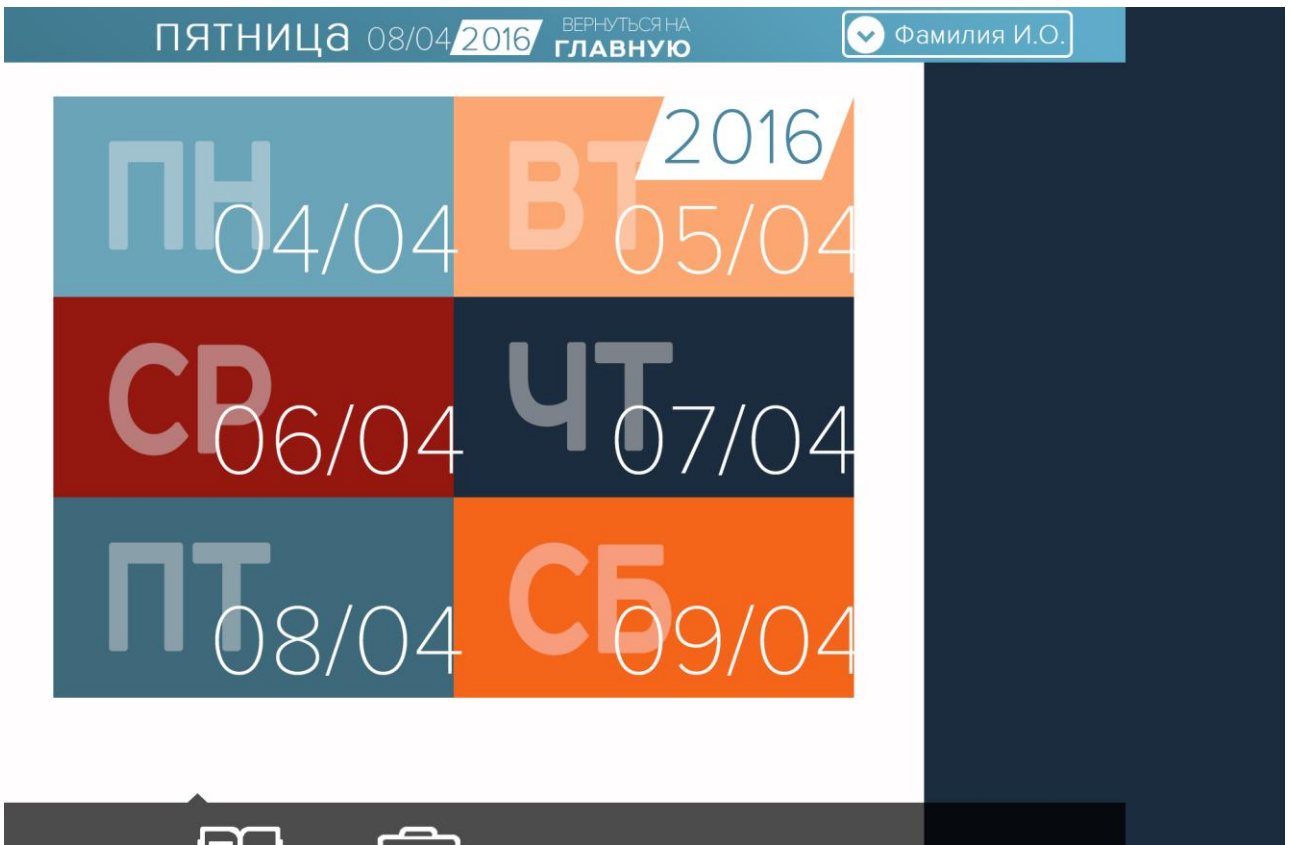 пятница 08/04 2016 ВЕРНУТЬСЯ НА
ГЛАВНУЮ
Фамилия И.О.
2016
ПН 04/04
ВТ 05/04
СР 06/04
ЧТ 07/04
ПТ 08/04
СБ 09/04